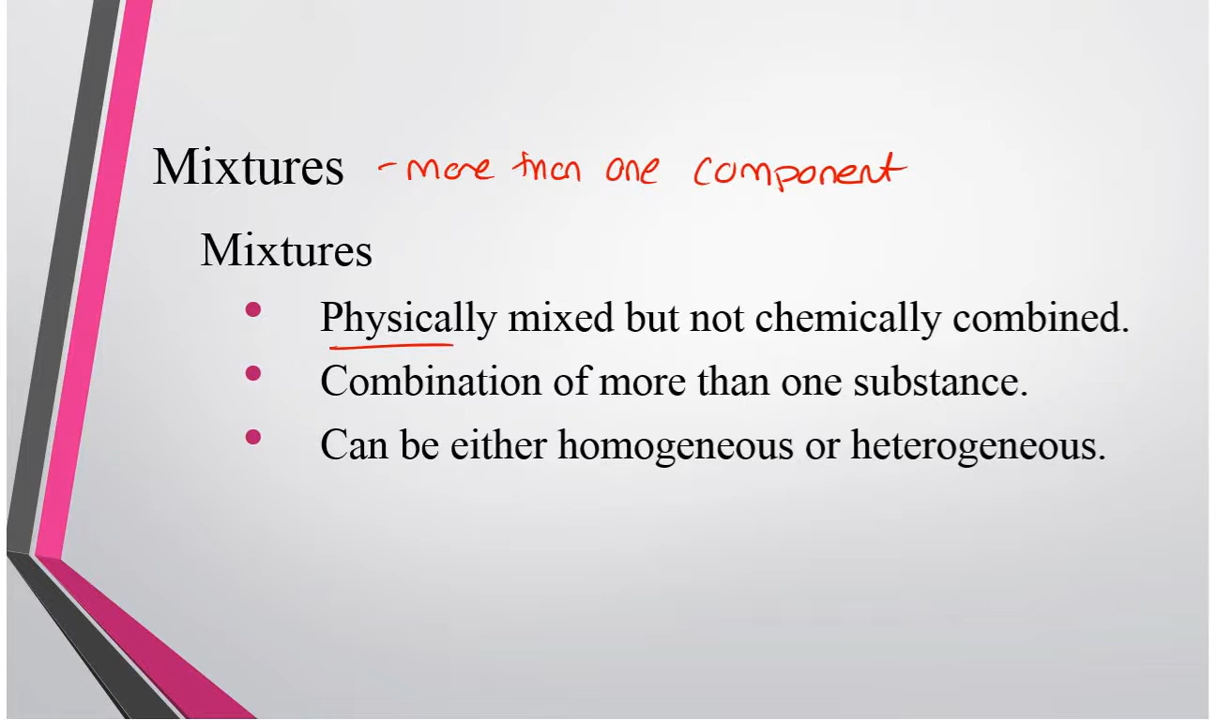 Mixtures - more than one component
Mixtures
• Physically mixed but not chemically combined.
• Combination of more than one substance.
• Can be either homogeneous or heterogeneous.